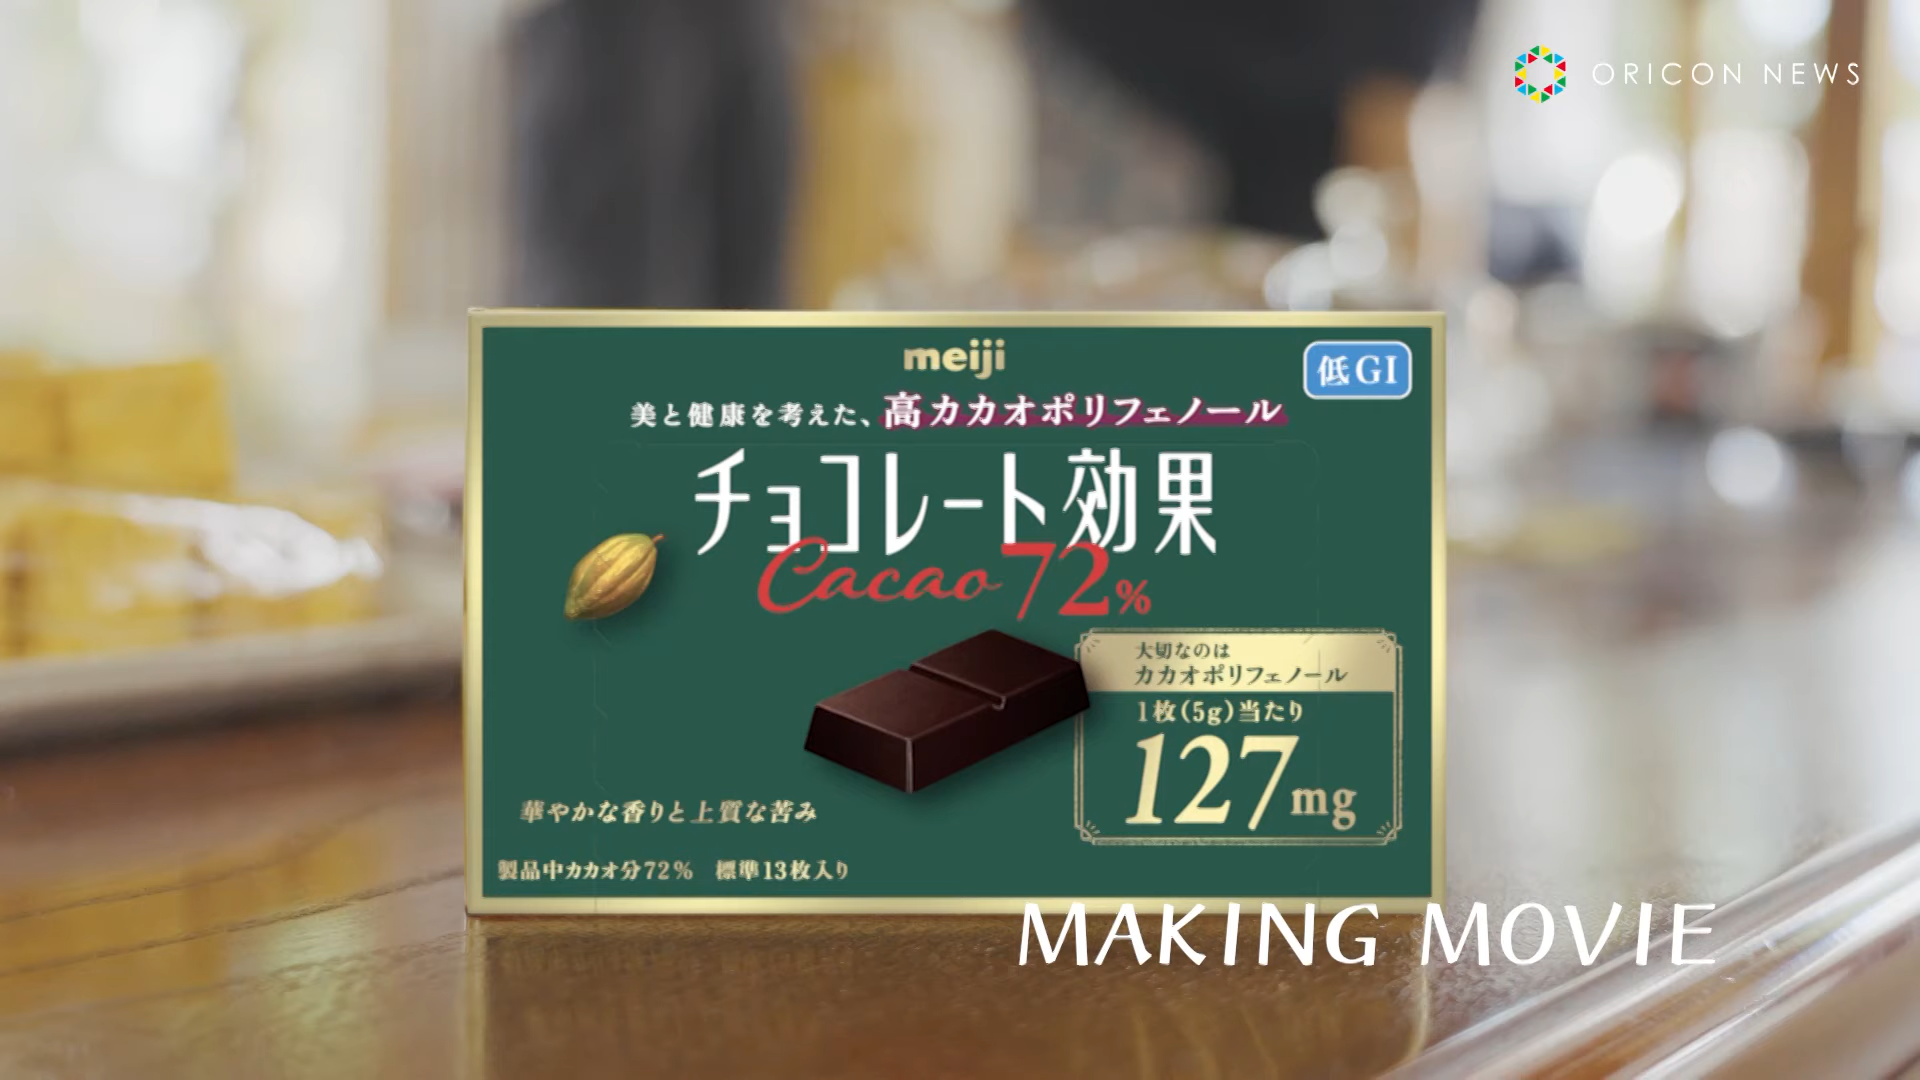 ORICON NEWS
meiji
低GI
美と健康を考えた、高カカオポリフェノール
チョコレート効果
Cacao72%
大切なのは
カカオポリフェノール
1枚(5g)当たり
127mg
華やかな香りと上質な苦み
製品中カカオ分72% 標準13枚入り
MAKING MOVIE